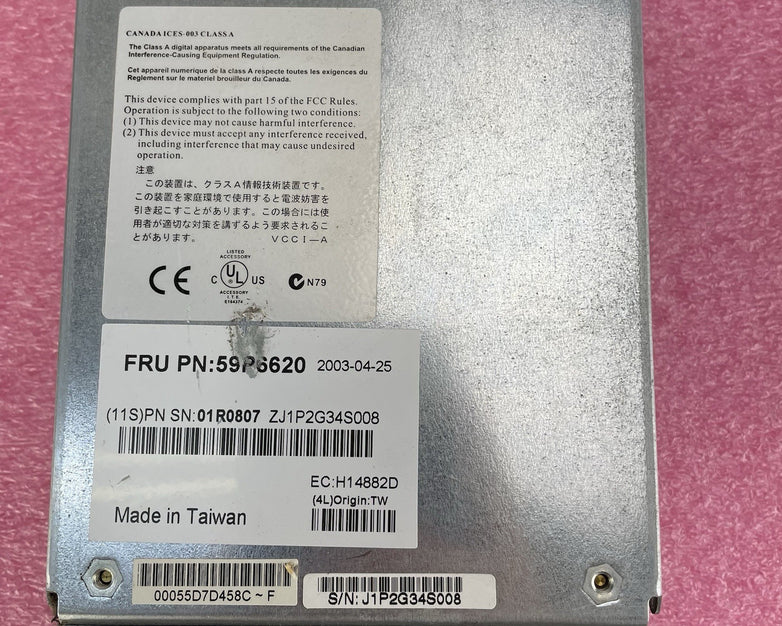 CANADA ICES-003 CLASS A
The Class A digital apparatus meets all requirements of the Canadian
Interference-Causing Equipment Regulation.
Cet appareil numerique de la class A respecte toutes les exigences du
Reglement sur le materiel brouilleur du Canada.
This device complies with part 15 of the FCC Rules.
Operation is subject to the following two conditions:
(1) This device may not cause harmful interference.
(2) This device must accept any interference received,
including interference that may cause undesired
operation.
注意
この装置は、クラスA情報技術装置です。
この装置を家庭環境で使用すると電波妨害を
引き起こすことがあります。この場合には使
用者が適切な対策を講ずるよう要求されるこ
とがあります。 VCCI—A
LISTED
ACCESSORY
CE C UL US N79
ACCESSORY
I.T.E.
E164374
FRU PN:59P6620 2003-04-25
(11S)PN SN:01R0807 ZJ1P2G34S008
EC:H14882D
(4L)Origin:TW
Made in Taiwan
00055D7D458C ~ F
S/N: J1P2G34S008